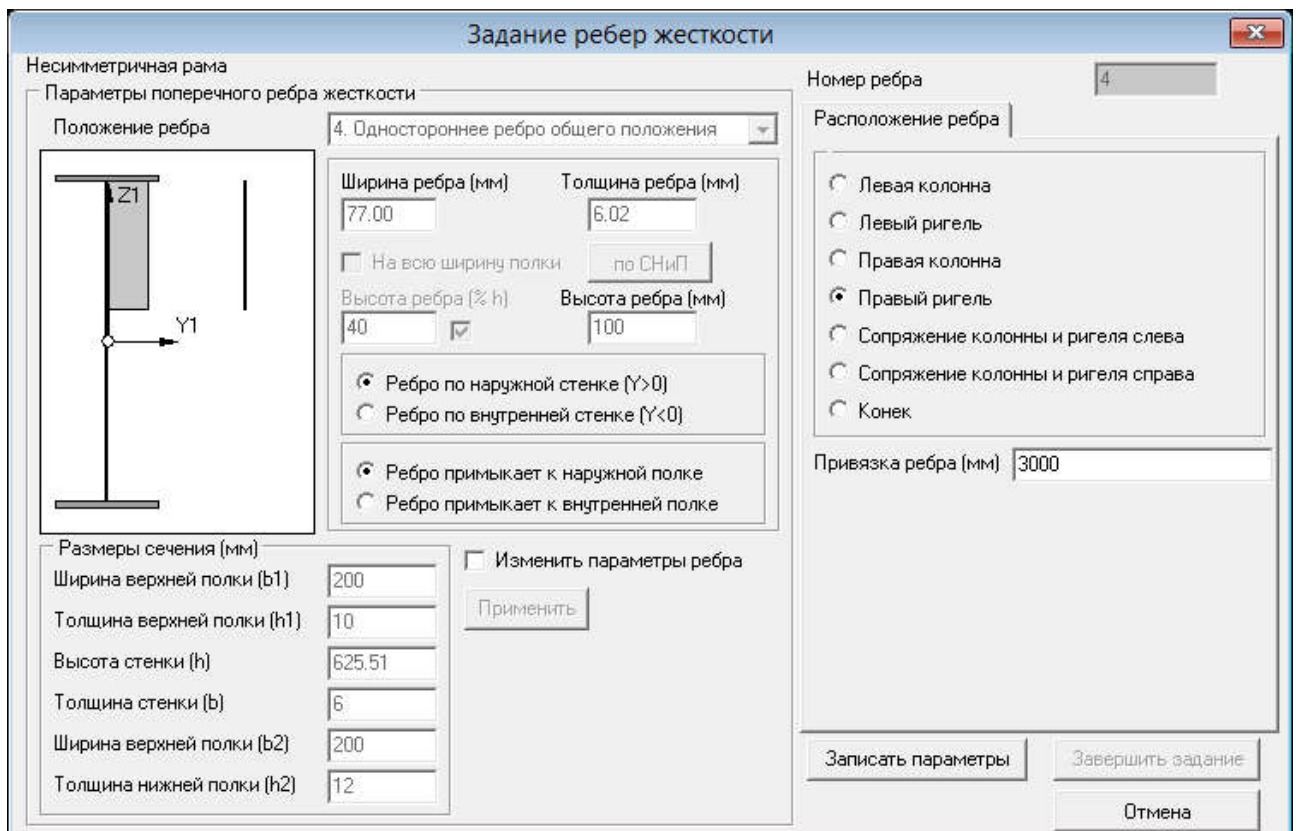 Задание ребер жесткости
Несимметричная рама
Параметры поперечного ребра жесткости
Положение ребра
4. Одностороннее ребро общего положения
Z1
Y1
Ширина ребра (мм) Толщина ребра (мм)
77.00 6.02
На всю ширину полки по СНиП
Высота ребра (% h) Высота ребра (мм)
40 100
Ребро по наружной стенке (Y>0)
Ребро по внутренней стенке (Y<0)
Ребро примыкает к наружной полке
Ребро примыкает к внутренней полке
Размеры сечения (мм)
Ширина верхней полки (b1) 200
Толщина верхней полки (h1) 10
Высота стенки (h) 625.51
Толщина стенки (b) 6
Ширина верхней полки (b2) 200
Толщина нижней полки (h2) 12
Изменить параметры ребра
Применить
Номер ребра 4
Расположение ребра
Левая колонна
Левый ригель
Правая колонна
Правый ригель
Сопряжение колонны и ригеля слева
Сопряжение колонны и ригеля справа
Конек
Привязка ребра (мм) 3000
Записать параметры Завершить задание
Отмена